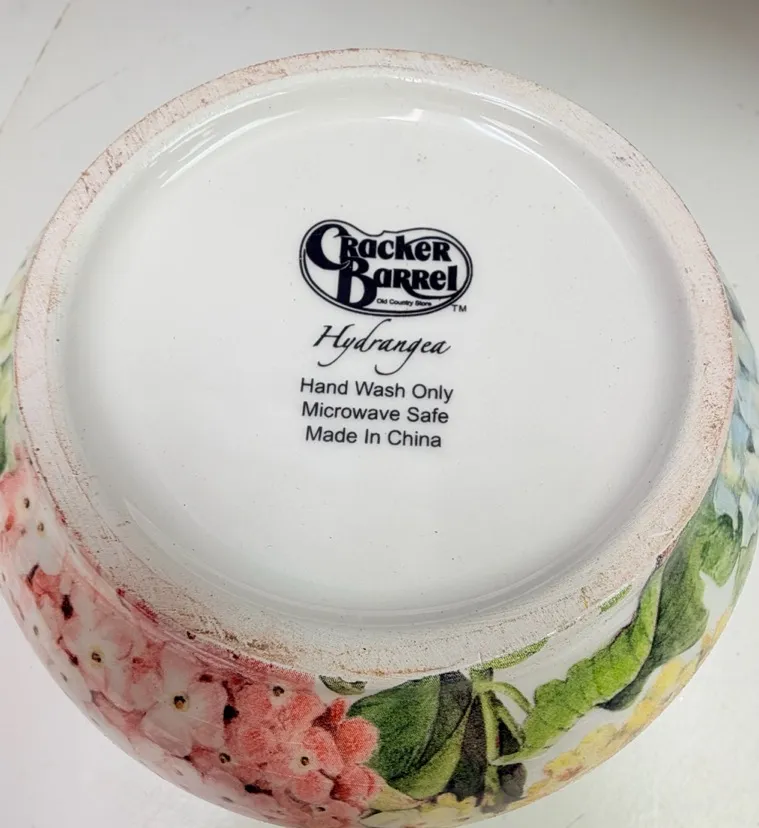 Cracker
Barrel
Old Country Store
TM
Hydrangea
Hand Wash Only
Microwave Safe
Made In China